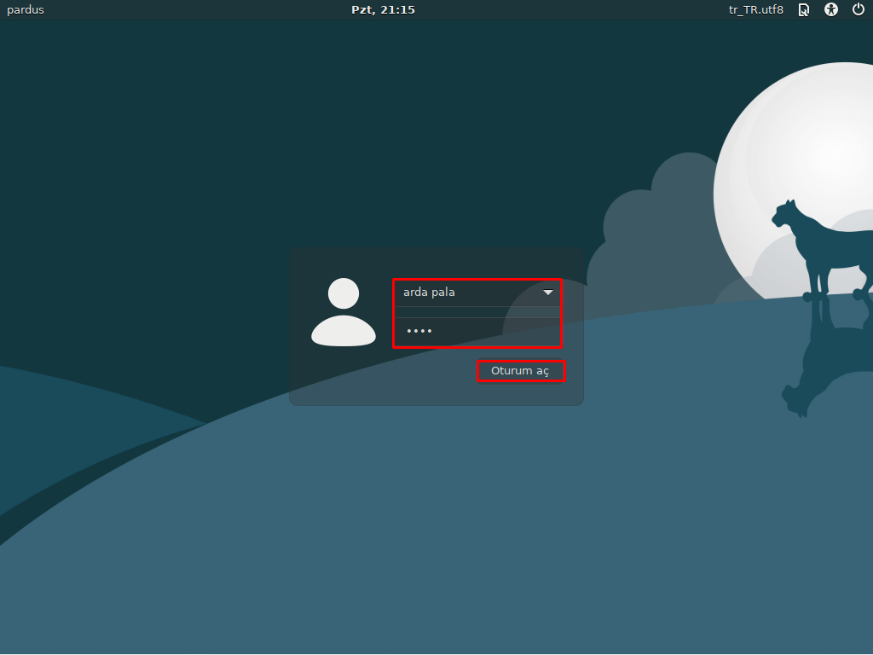 pardus Pzt, 21:15 tr_TR.utf8
arda pala
••••
Oturum aç